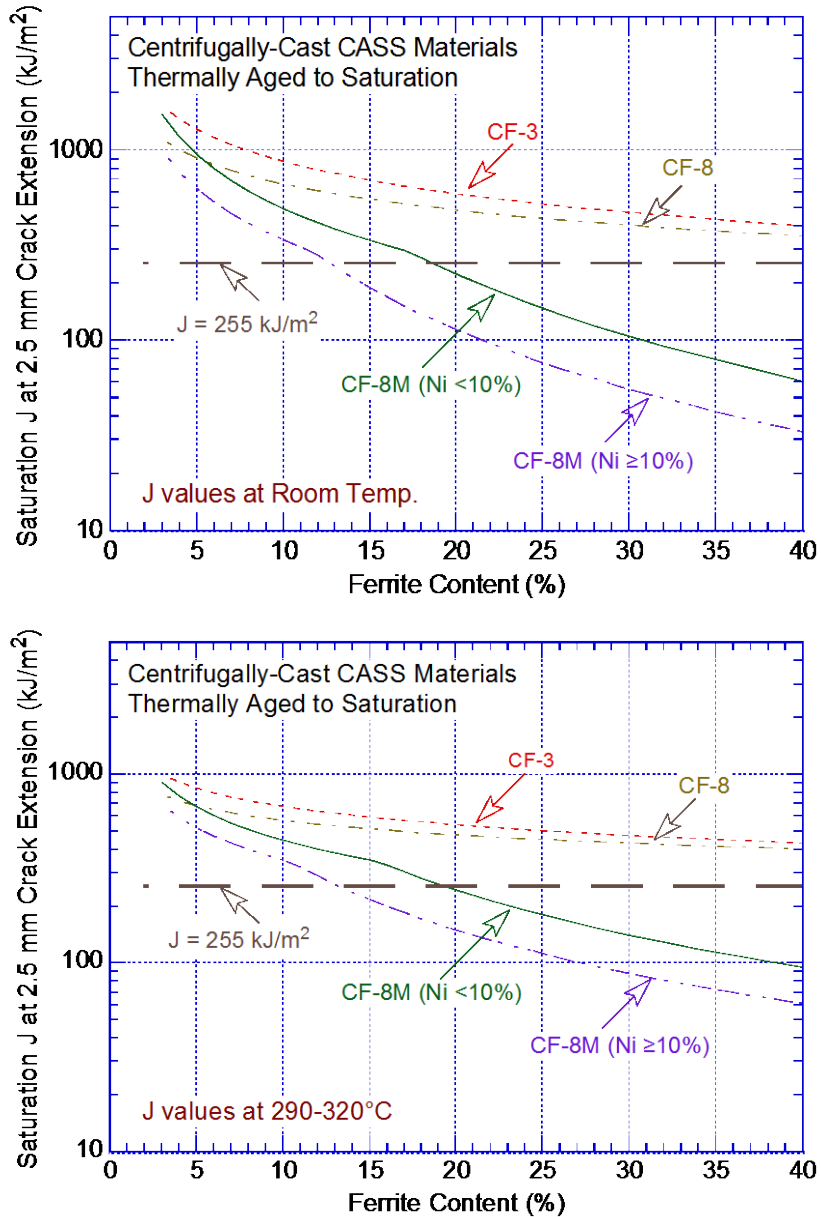 Saturation J at 2.5 mm Crack Extension (kJ/m²)
Centrifugally-Cast CASS Materials
Thermally Aged to Saturation
CF-3
1000
CF-8
J = 255 kJ/m²
100
CF-8M (Ni <10%)
CF-8M (Ni ≥10%)
J values at Room Temp.
10
0 5 10 15 20 25 30 35 40
Ferrite Content (%)
Saturation J at 2.5 mm Crack Extension (kJ/m²)
Centrifugally-Cast CASS Materials
Thermally Aged to Saturation
CF-3
1000
CF-8
J = 255 kJ/m²
100
CF-8M (Ni <10%)
CF-8M (Ni ≥10%)
J values at 290-320°C
10
0 5 10 15 20 25 30 35 40
Ferrite Content (%)